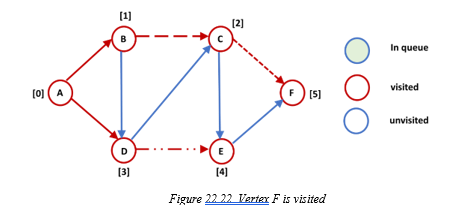 [1]
[2]
B
C
In queue
[0]
A
F
[5]
visited
unvisited
D
E
[3]
[4]
Figure 22.22 Vertex F is visited